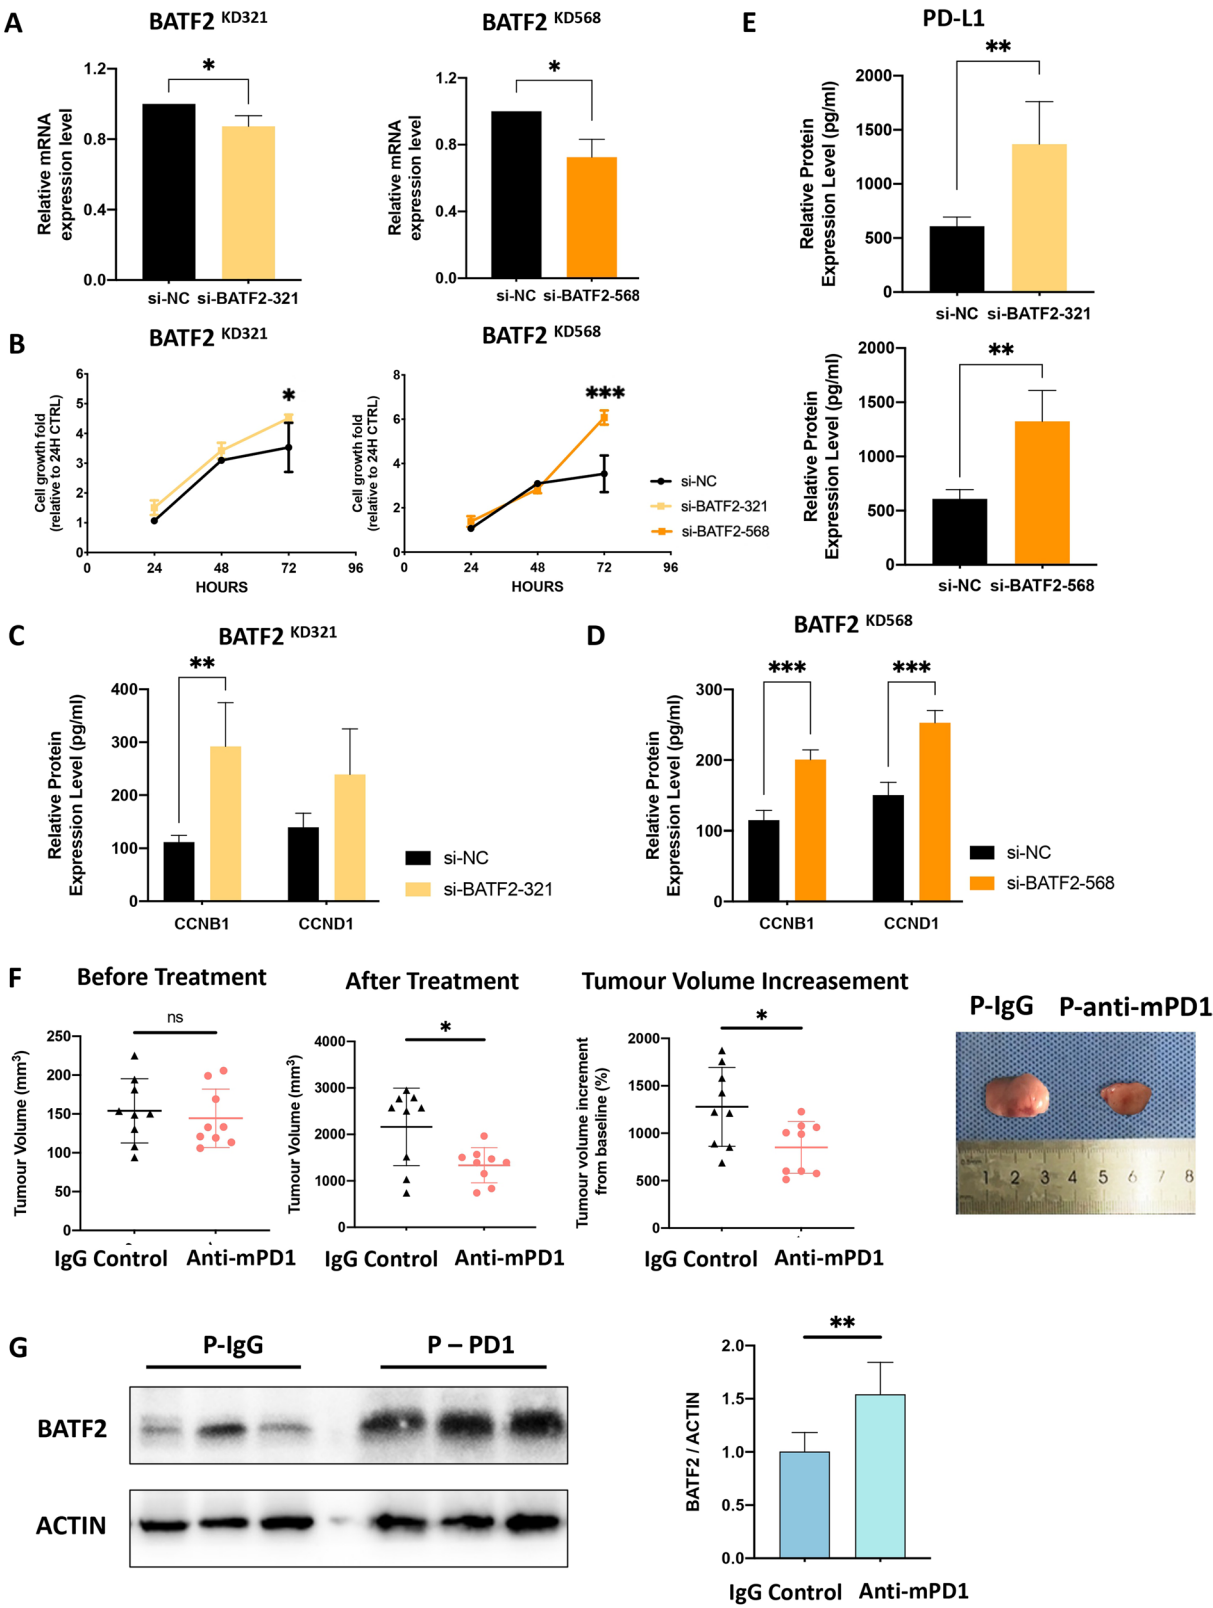 A
BATF2 KD321
Relative mRNA
expression level
1.2
0.8
0.4
0.0
*
si-NC si-BATF2-321
BATF2 KD568
Relative mRNA
expression level
1.2
0.8
0.4
0.0
*
si-NC si-BATF2-568
E
PD-L1
Relative Protein
Expression Level (pg/ml)
2000
1500
1000
500
0
**
si-NC si-BATF2-321
Relative Protein
Expression Level (pg/ml)
2000
1500
1000
500
0
**
si-NC si-BATF2-568
B
BATF2 KD321
Cell growth fold
(relative to 24H CTRL)
6
5
4
3
2
1
0
*
0 24 48 72 96
HOURS
BATF2 KD568
Cell growth fold
(relative to 24H CTRL)
8
6
4
2
0
***
0 24 48 72 96
HOURS
si-NC
si-BATF2-321
si-BATF2-568
C
BATF2 KD321
Relative Protein
Expression Level (pg/ml)
400
300
200
100
0
**
CCNB1 CCND1
si-NC
si-BATF2-321
D
BATF2 KD568
Relative Protein
Expression Level (pg/ml)
300
200
100
0
*** ***
CCNB1 CCND1
si-NC
si-BATF2-568
F
Before Treatment
Tumour Volume (mm3)
250
200
150
100
50
0
ns
IgG Control Anti-mPD1
After Treatment
Tumour Volume (mm3)
4000
3000
2000
1000
0
*
IgG Control Anti-mPD1
Tumour Volume Increasement
Tumour volume increment
from baseline (%)
2000
1500
1000
500
0
*
IgG Control Anti-mPD1
P-IgG P-anti-mPD1
1 2 3 4 5 6 7 8
G
P-IgG P – PD1
BATF2
ACTIN
BATF2 / ACTIN
2.0
1.5
1.0
0.5
0.0
**
IgG Control Anti-mPD1